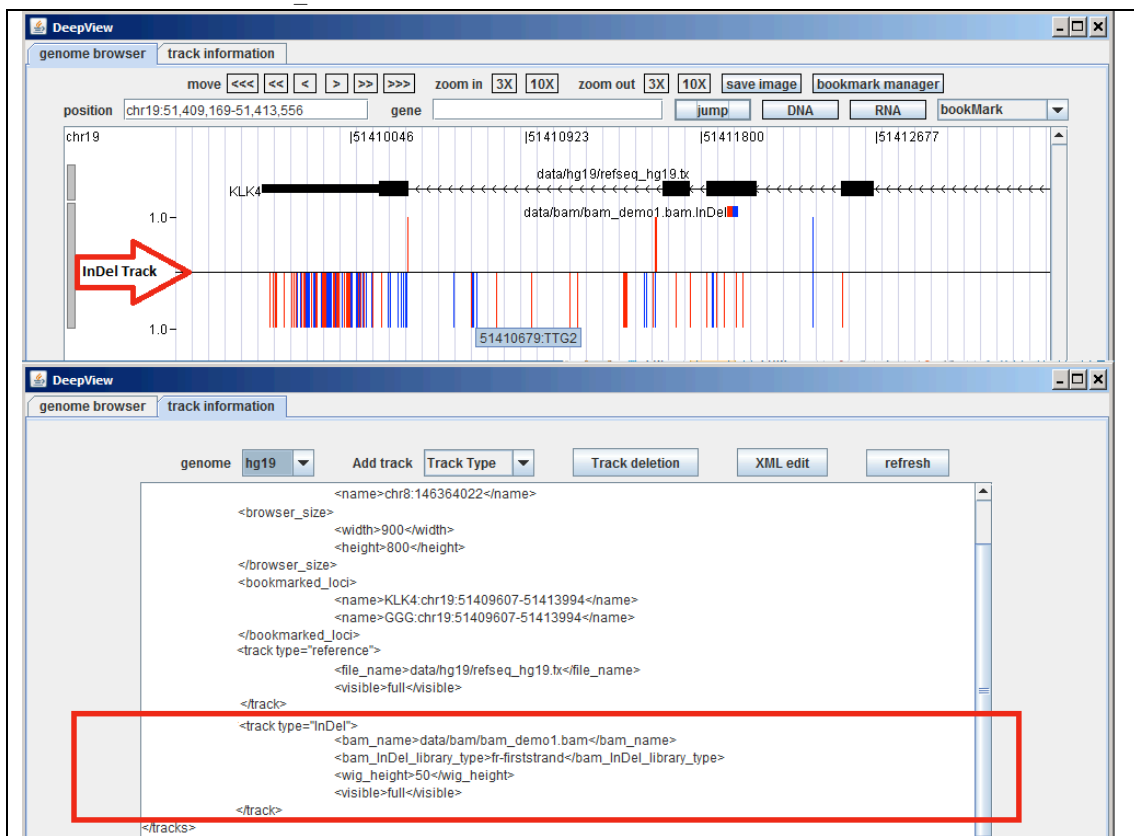 DeepView
genome browser track information
move <<< << < > >> >>> zoom in 3X 10X zoom out 3X 10X save image bookmark manager
position chr19:51,409,169-51,413,556 gene jump DNA RNA bookMark
chr19 |51410046 |51410923 |51411800 |51412677
data/hg19/refseq_hg19.tx
KLK4
1.0
data/bam/bam_demo1.bam.InDel
InDel Track
1.0
51410679:TTG2
DeepView
genome browser track information
genome hg19 Add track Track Type Track deletion XML edit refresh
<name>chr8:146364022</name>
<browser_size>
<width>900</width>
<height>800</height>
</browser_size>
<bookmarked_loci>
<name>KLK4:chr19:51409607-51413994</name>
<name>GGG:chr19:51409607-51413994</name>
</bookmarked_loci>
<track type="reference">
<file_name>data/hg19/refseq_hg19.tx</file_name>
<visible>full</visible>
</track>
<track type="InDel">
<bam_name>data/bam/bam_demo1.bam</bam_name>
<bam_InDel_library_type>fr-firststrand</bam_InDel_library_type>
<wig_height>50</wig_height>
<visible>full</visible>
</track>
</tracks>